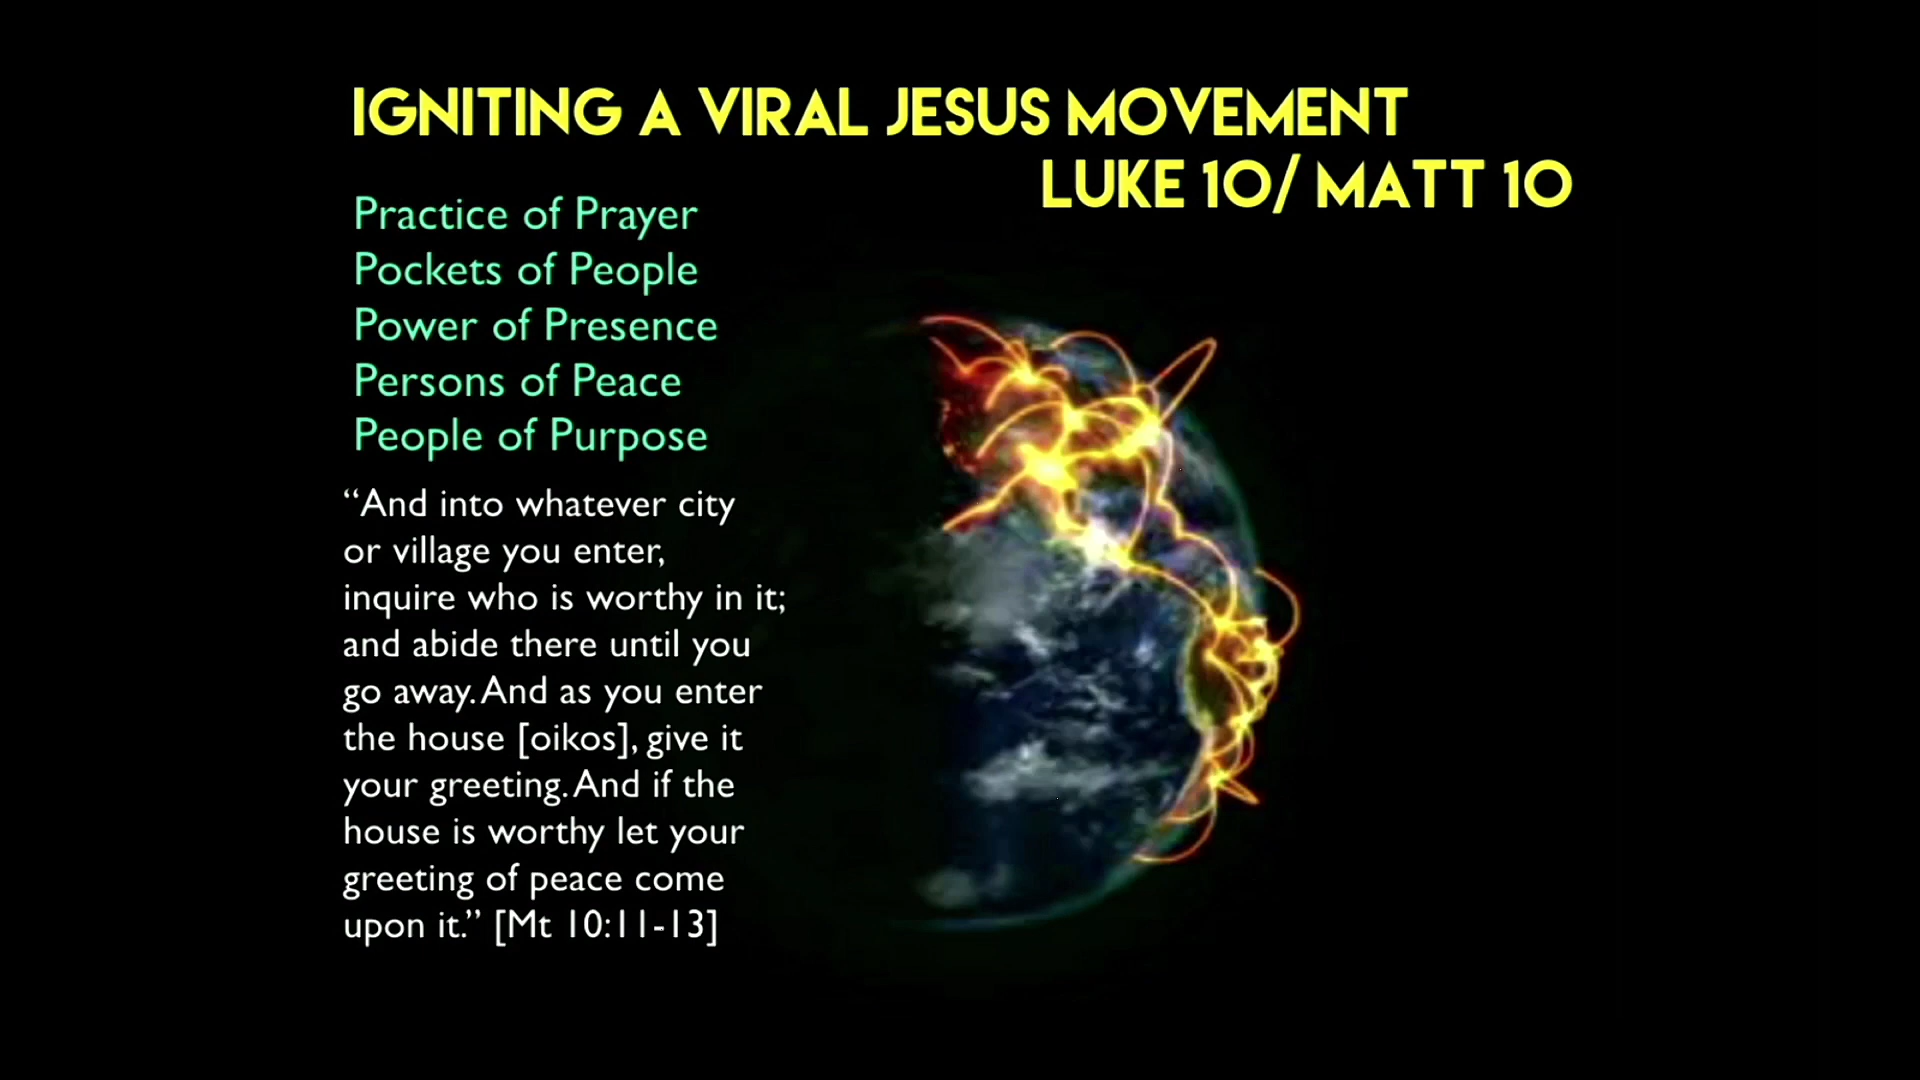 IGNITING A VIRAL JESUS MOVEMENT
LUKE 10/ MATT 10
Practice of Prayer
Pockets of People
Power of Presence
Persons of Peace
People of Purpose
“And into whatever city
or village you enter,
inquire who is worthy in it;
and abide there until you
go away. And as you enter
the house [oikos], give it
your greeting. And if the
house is worthy let your
greeting of peace come
upon it.” [Mt 10:11-13]